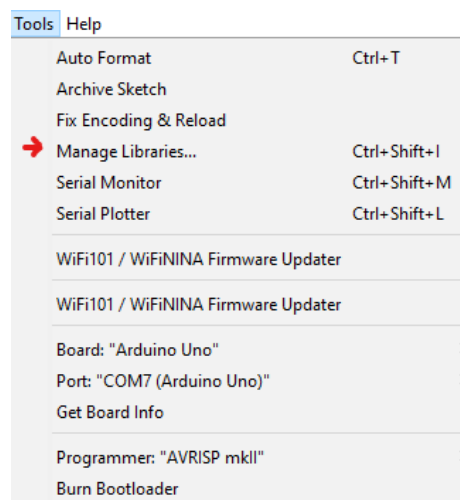 Tools Help
Auto Format Ctrl+T
Archive Sketch
Fix Encoding & Reload
Manage Libraries... Ctrl+Shift+I
Serial Monitor Ctrl+Shift+M
Serial Plotter Ctrl+Shift+L
WiFi101 / WiFiNINA Firmware Updater
WiFi101 / WiFiNINA Firmware Updater
Board: "Arduino Uno"
Port: "COM7 (Arduino Uno)"
Get Board Info
Programmer: "AVRISP mkII"
Burn Bootloader